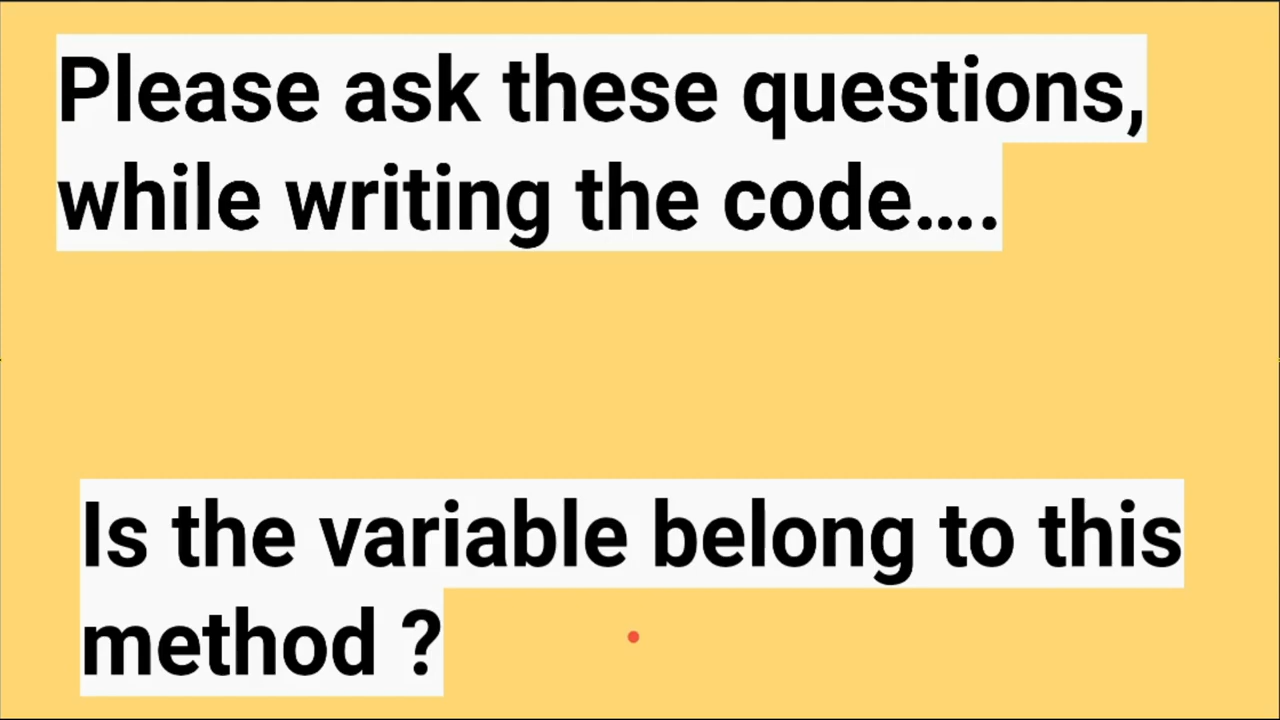 Please ask these questions,
while writing the code....
Is the variable belong to this
method ?